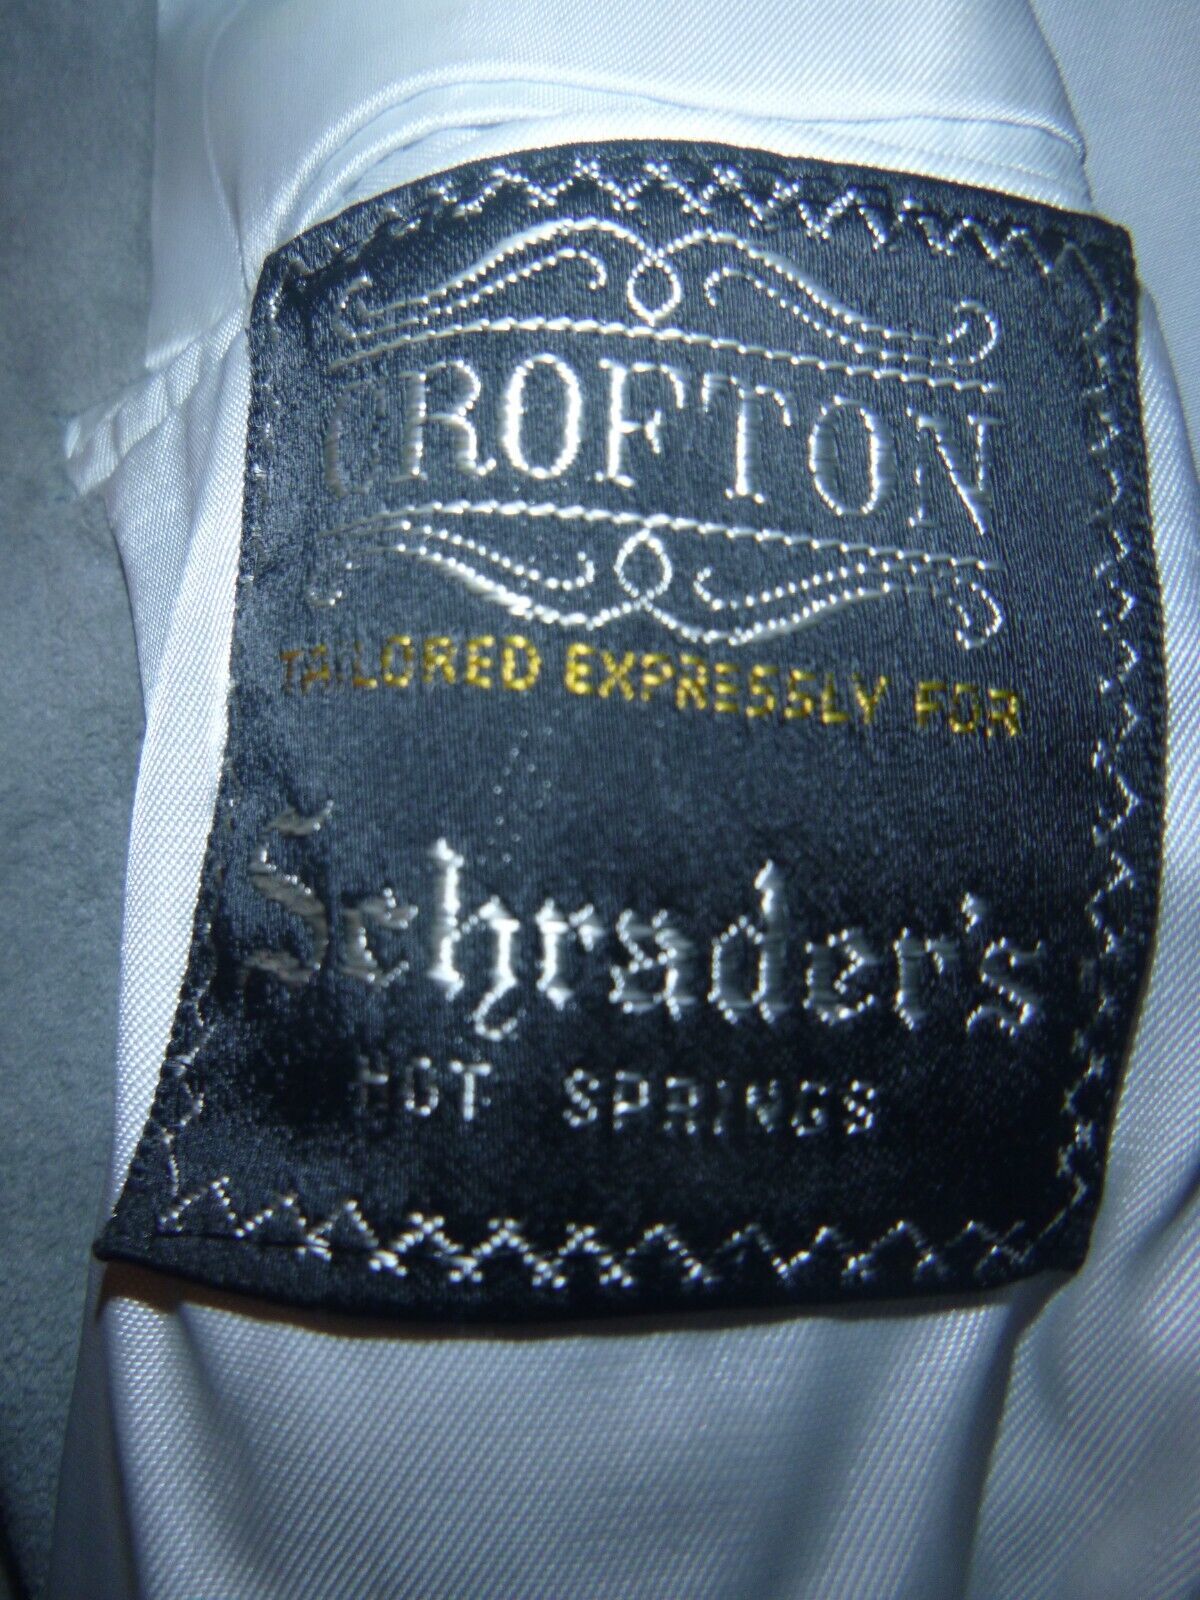 CROFTON
TAILORED EXPRESSLY FOR
Schrader's
HOT SPRINGS